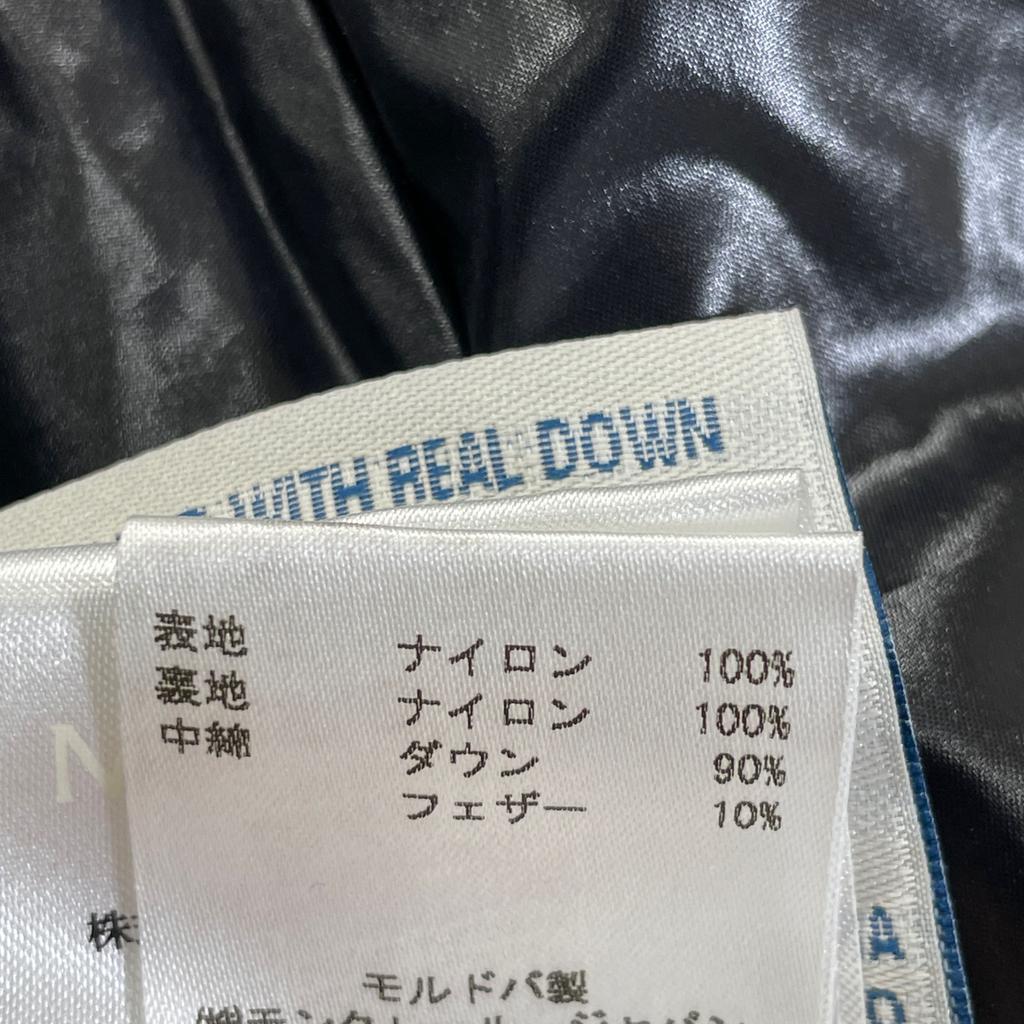 WITH REAL DOWN
表地 ナイロン 100%
裏地 ナイロン 100%
中綿 ダウン 90%
フェザー 10%
N
株
モルドバ製
A
D